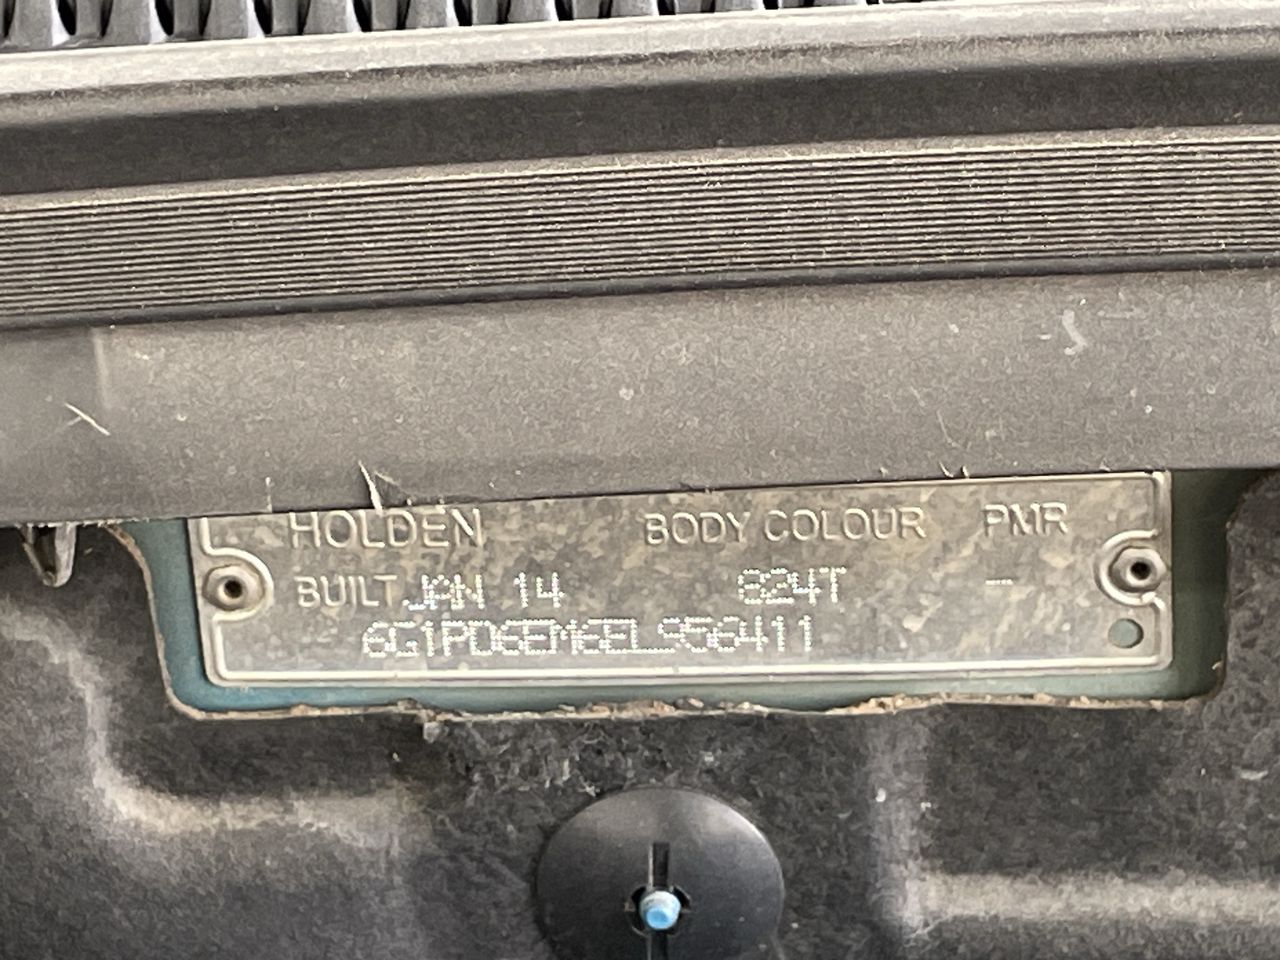 HOLDEN BODY COLOUR PMR
BUILT JAN 14 824T –
6G1PD6EM6EL956411